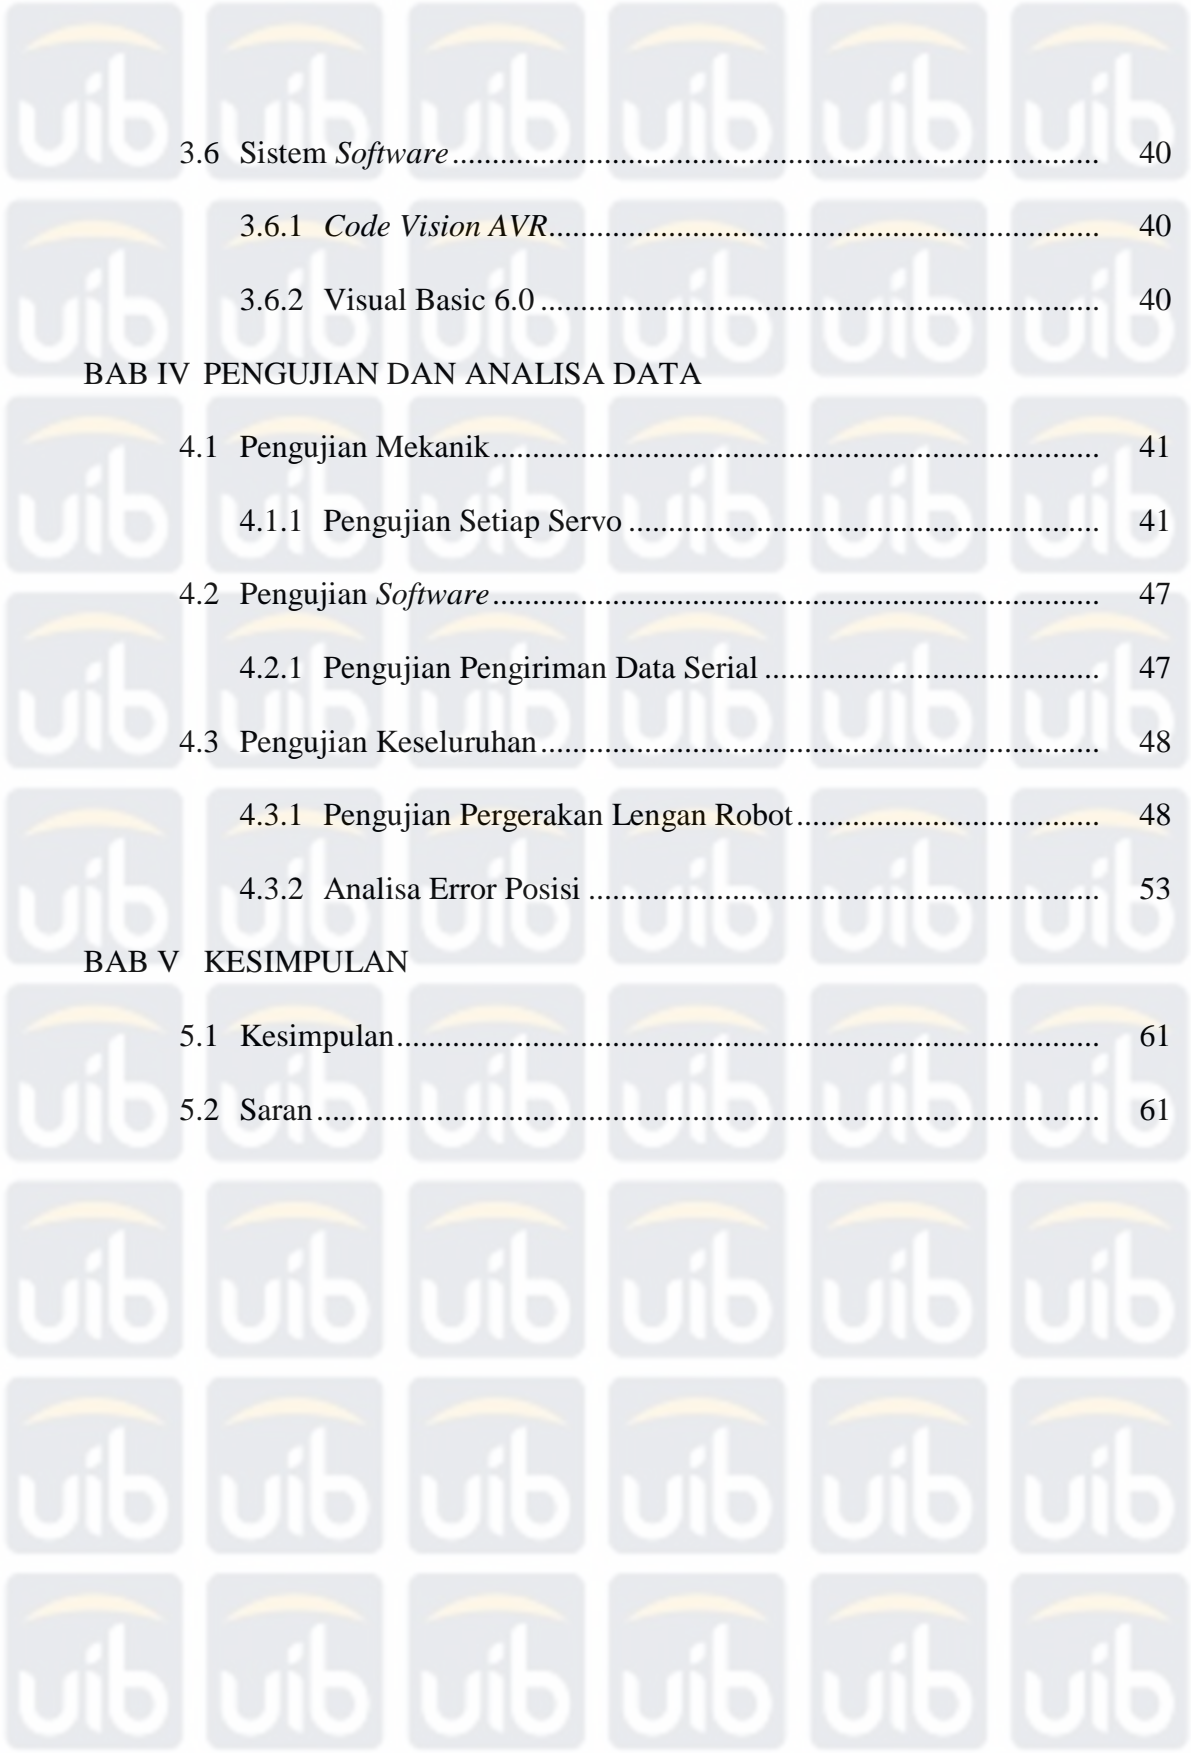 3.6 Sistem Software........................................ 40
3.6.1 Code Vision AVR........................................ 40
3.6.2 Visual Basic 6.0........................................ 40
BAB IV PENGUJIAN DAN ANALISA DATA
4.1 Pengujian Mekanik........................................ 41
4.1.1 Pengujian Setiap Servo........................................ 41
4.2 Pengujian Software........................................ 47
4.2.1 Pengujian Pengiriman Data Serial........................................ 47
4.3 Pengujian Keseluruhan........................................ 48
4.3.1 Pengujian Pergerakan Lengan Robot........................................ 48
4.3.2 Analisa Error Posisi........................................ 53
BAB V KESIMPULAN
5.1 Kesimpulan........................................ 61
5.2 Saran........................................ 61